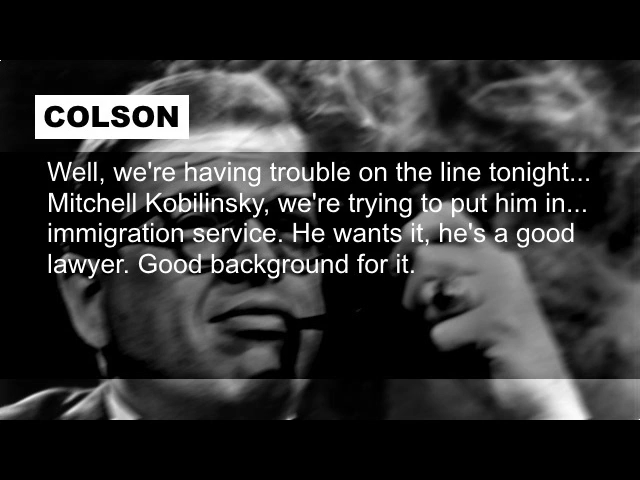 COLSON
Well, we're having trouble on the line tonight...
Mitchell Kobilinsky, we're trying to put him in...
immigration service. He wants it, he's a good
lawyer. Good background for it.